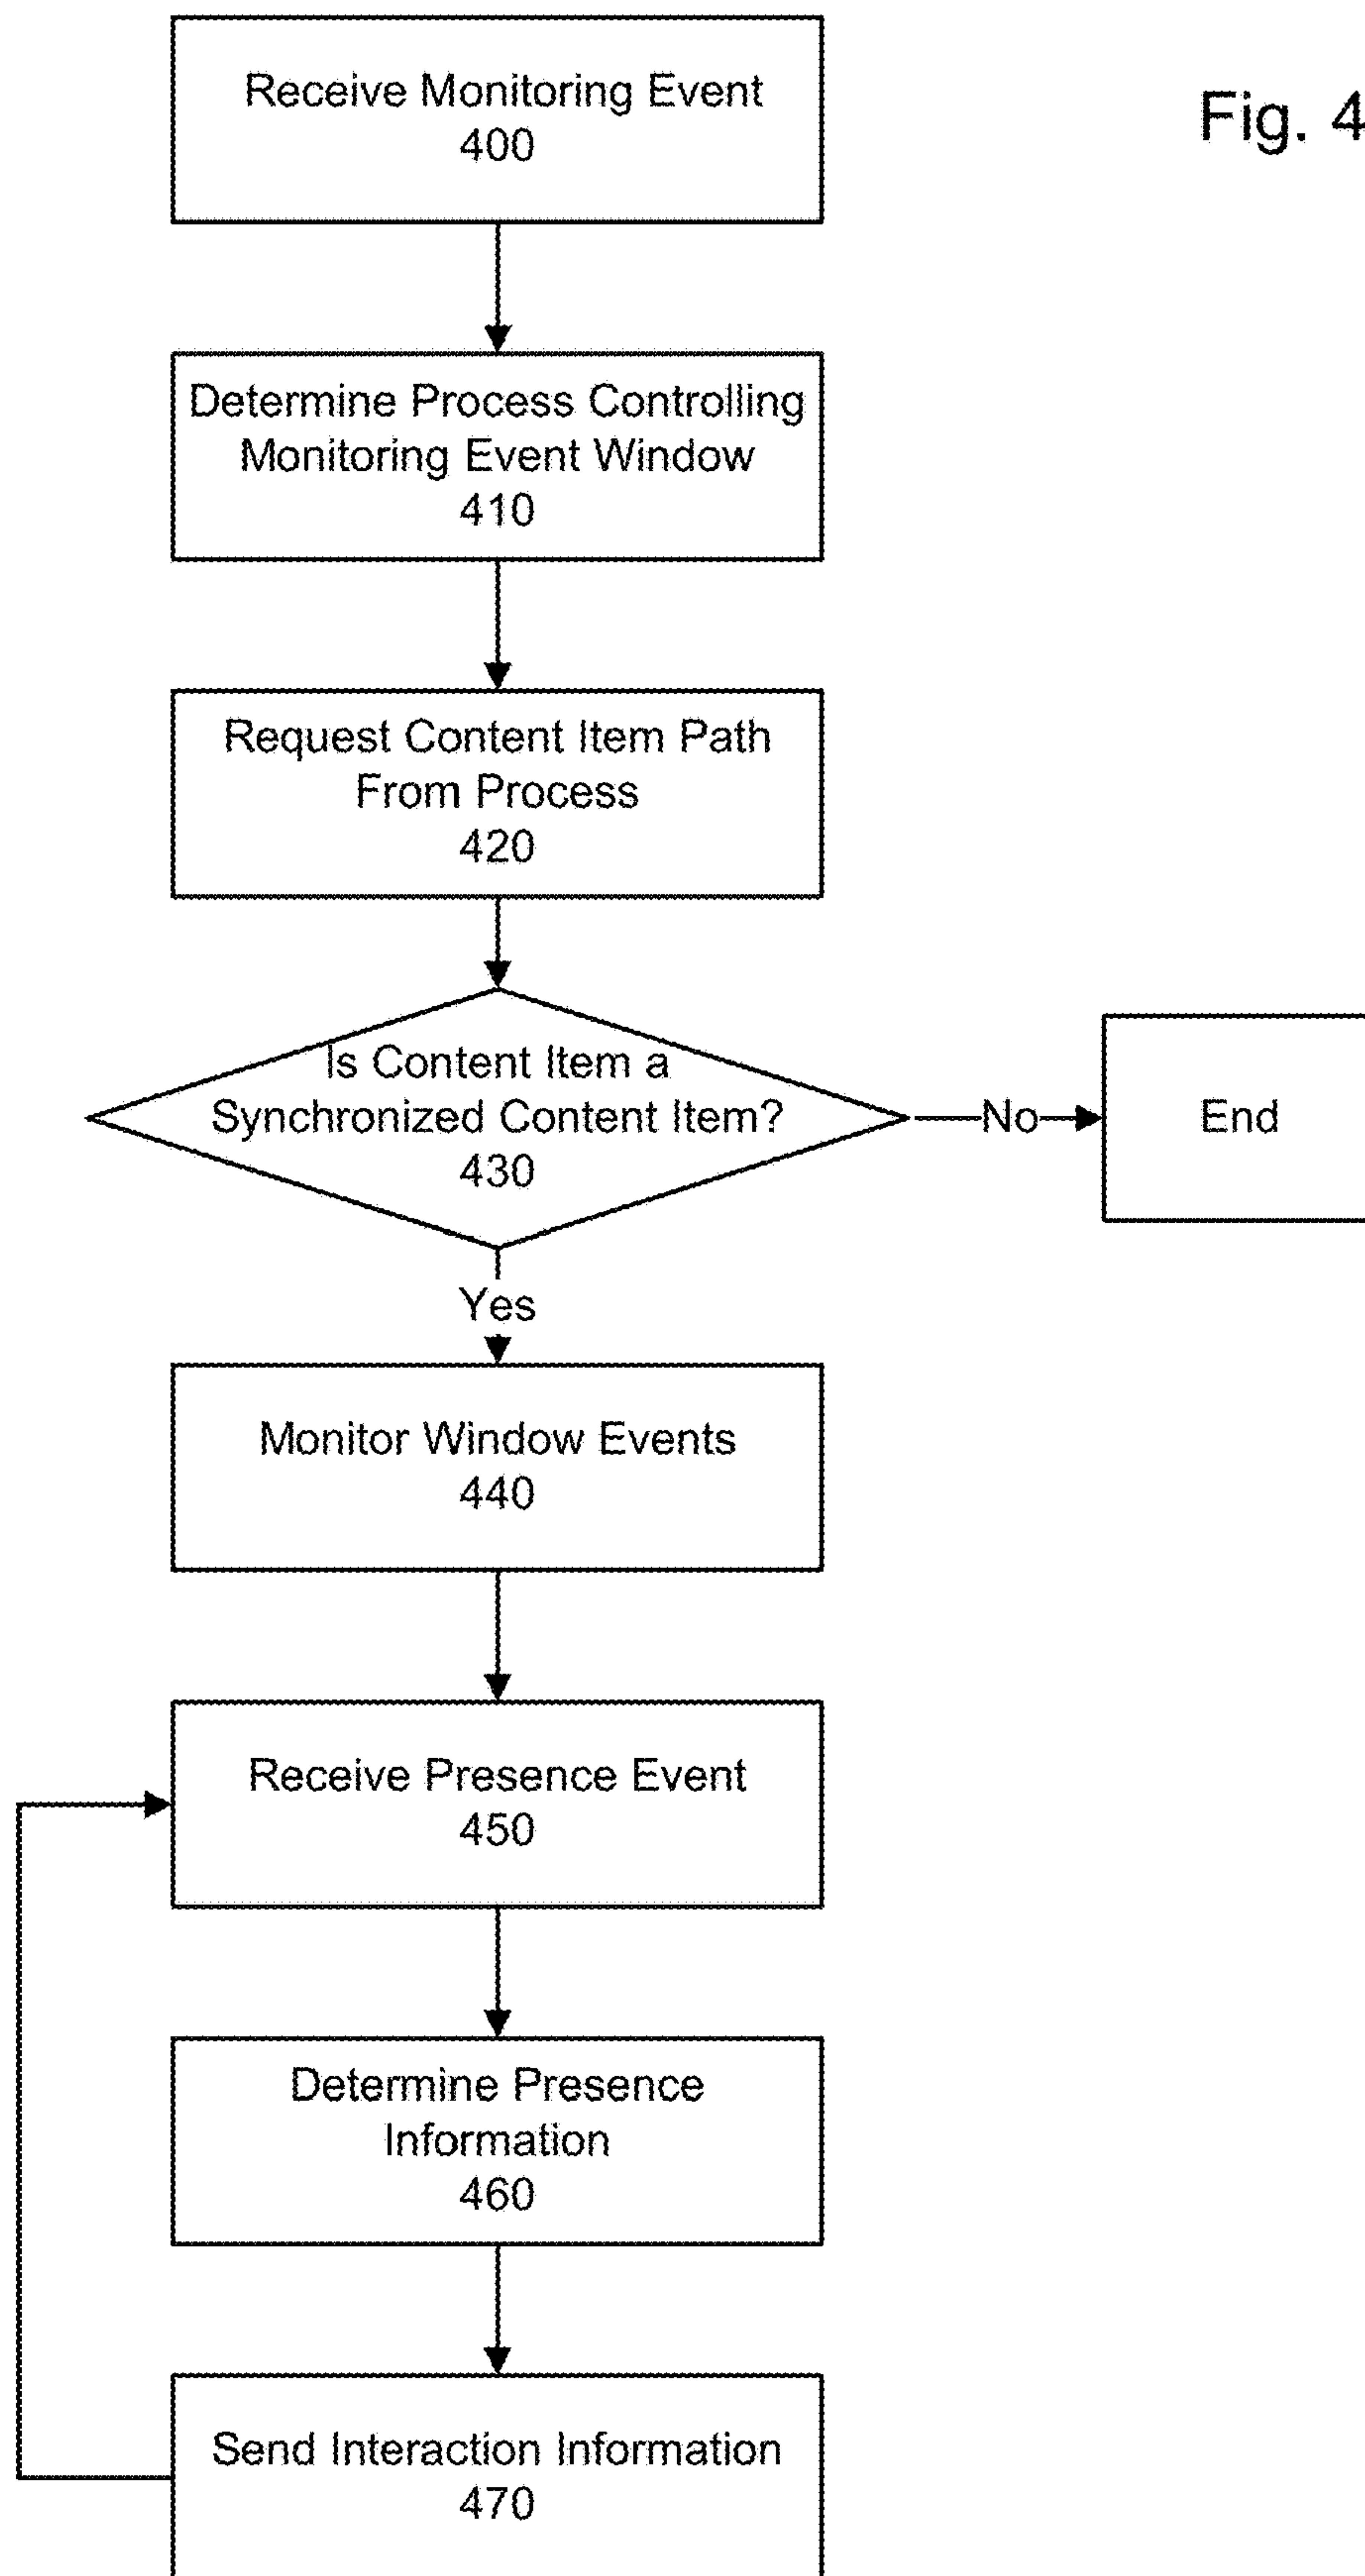 Fig. 4
Receive Monitoring Event
400
Determine Process Controlling
Monitoring Event Window
410
Request Content Item Path
From Process
420
Is Content Item a
Synchronized Content Item?
430
No
End
Yes
Monitor Window Events
440
Receive Presence Event
450
Determine Presence
Information
460
Send Interaction Information
470